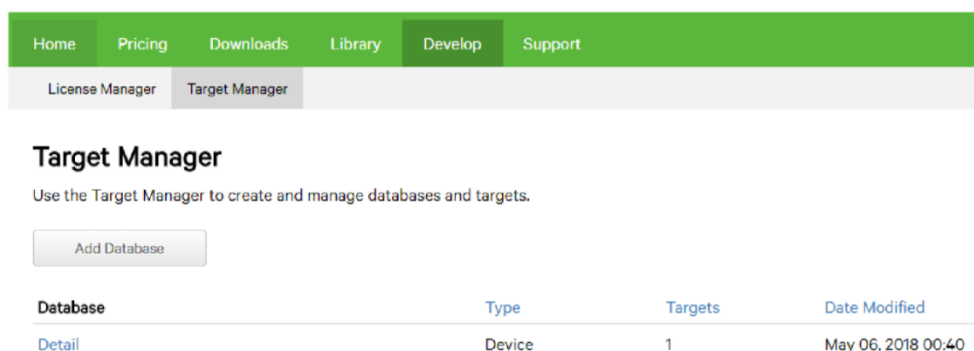 Home Pricing Downloads Library Develop Support
License Manager Target Manager
Target Manager
Use the Target Manager to create and manage databases and targets.
Add Database
Database Type Targets Date Modified
Detail Device 1 May 06, 2018 00:40